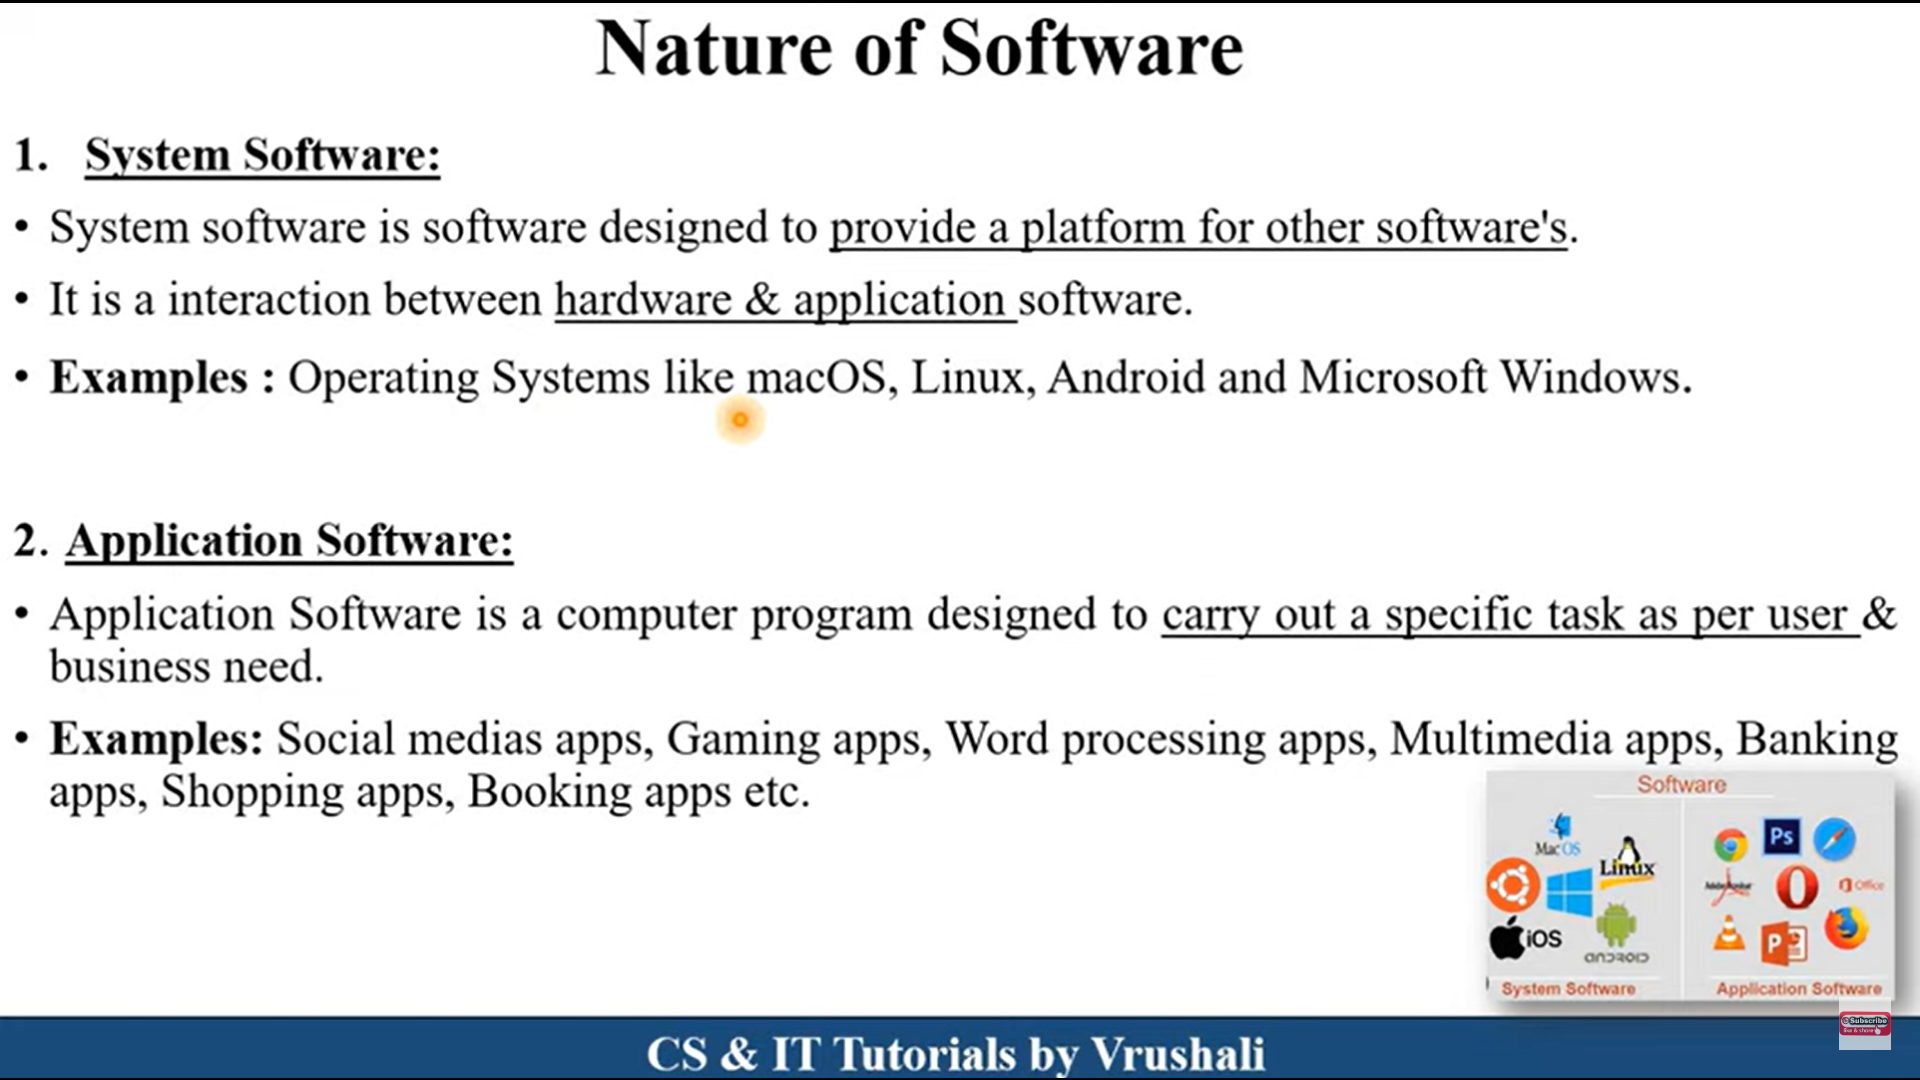 Nature of Software
1. System Software:
• System software is software designed to provide a platform for other software's.
• It is a interaction between hardware & application software.
• Examples : Operating Systems like macOS, Linux, Android and Microsoft Windows.
2. Application Software:
• Application Software is a computer program designed to carry out a specific task as per user &
business need.
• Examples: Social medias apps, Gaming apps, Word processing apps, Multimedia apps, Banking
apps, Shopping apps, Booking apps etc.
Software
Mac OS
Linux
iOS
ANDROID
System Software
Ps
Adobe Acrobat
Office
P
Application Software
Subscribe
like & share
CS & IT Tutorials by Vrushali